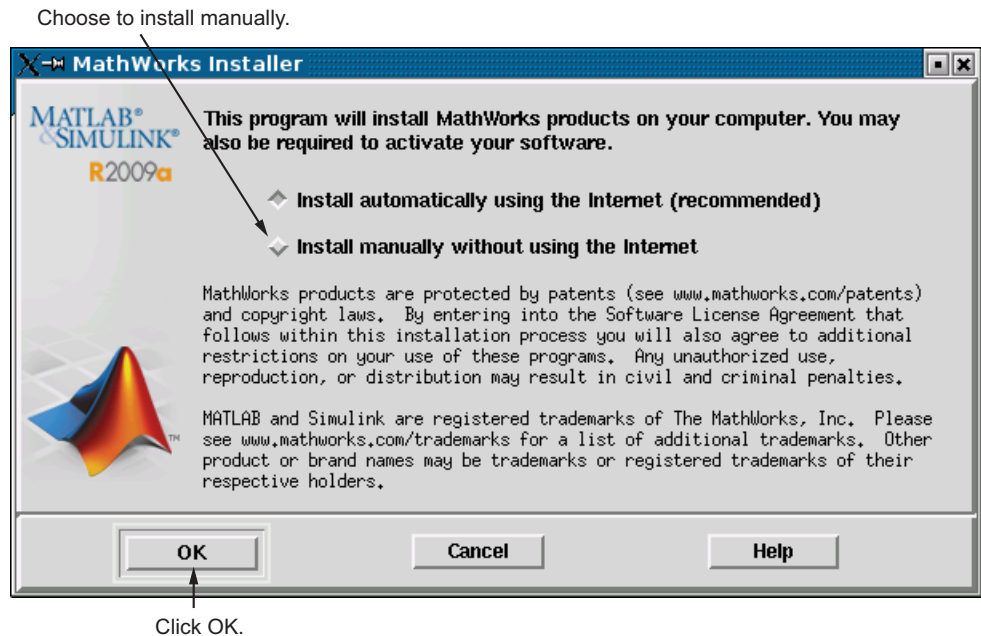 Choose to install manually.
MathWorks Installer
MATLAB®
&SIMULINK®
R2009a
This program will install MathWorks products on your computer. You may
also be required to activate your software.
Install automatically using the Internet (recommended)
Install manually without using the Internet
MathWorks products are protected by patents (see www.mathworks.com/patents)
and copyright laws.  By entering into the Software License Agreement that
follows within this installation process you will also agree to additional
restrictions on your use of these programs.  Any unauthorized use,
reproduction, or distribution may result in civil and criminal penalties.
MATLAB and Simulink are registered trademarks of The MathWorks, Inc.  Please
see www.mathworks.com/trademarks for a list of additional trademarks.  Other
product or brand names may be trademarks or registered trademarks of their
respective holders.
TM
OK
Cancel
Help
Click OK.